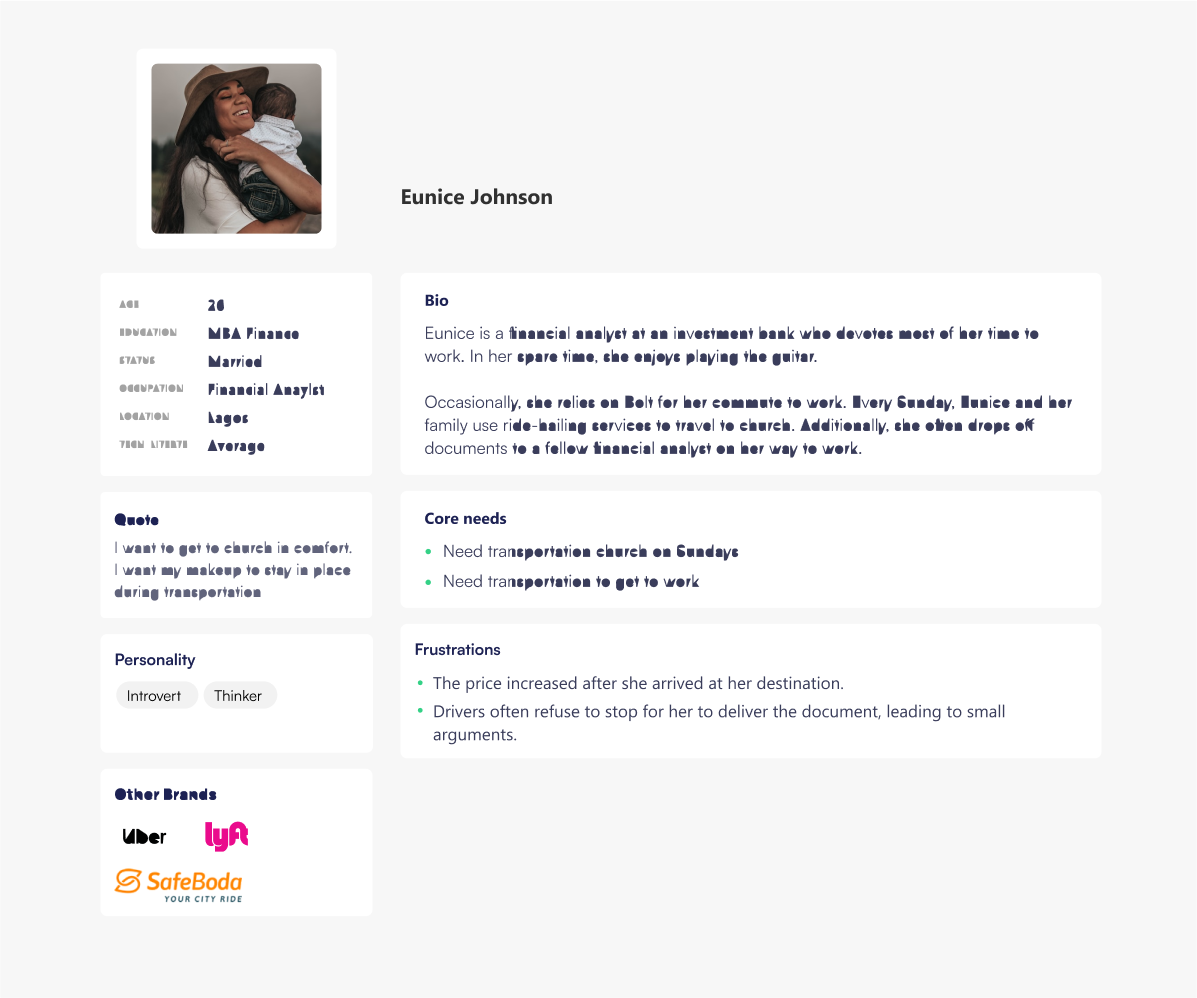 Eunice Johnson
AGE 26
EDUCATION MBA Finance
STATUS Married
OCCUPATION Financial Anaylst
LOCATION Lagos
TECH LITERTE Average
Quote
I want to get to church in comfort.
I want my makeup to stay in place
during transportation
Personality
Introvert Thinker
Other Brands
Uber lyft
SafeBoda
YOUR CITY RIDE
Bio
Eunice is a financial analyst at an investment bank who devotes most of her time to
work. In her spare time, she enjoys playing the guitar.
Occasionally, she relies on Bolt for her commute to work. Every Sunday, Eunice and her
family use ride-hailing services to travel to church. Additionally, she often drops off
documents to a fellow financial analyst on her way to work.
Core needs
Need transportation church on Sundays
Need transportation to get to work
Frustrations
The price increased after she arrived at her destination.
Drivers often refuse to stop for her to deliver the document, leading to small
arguments.